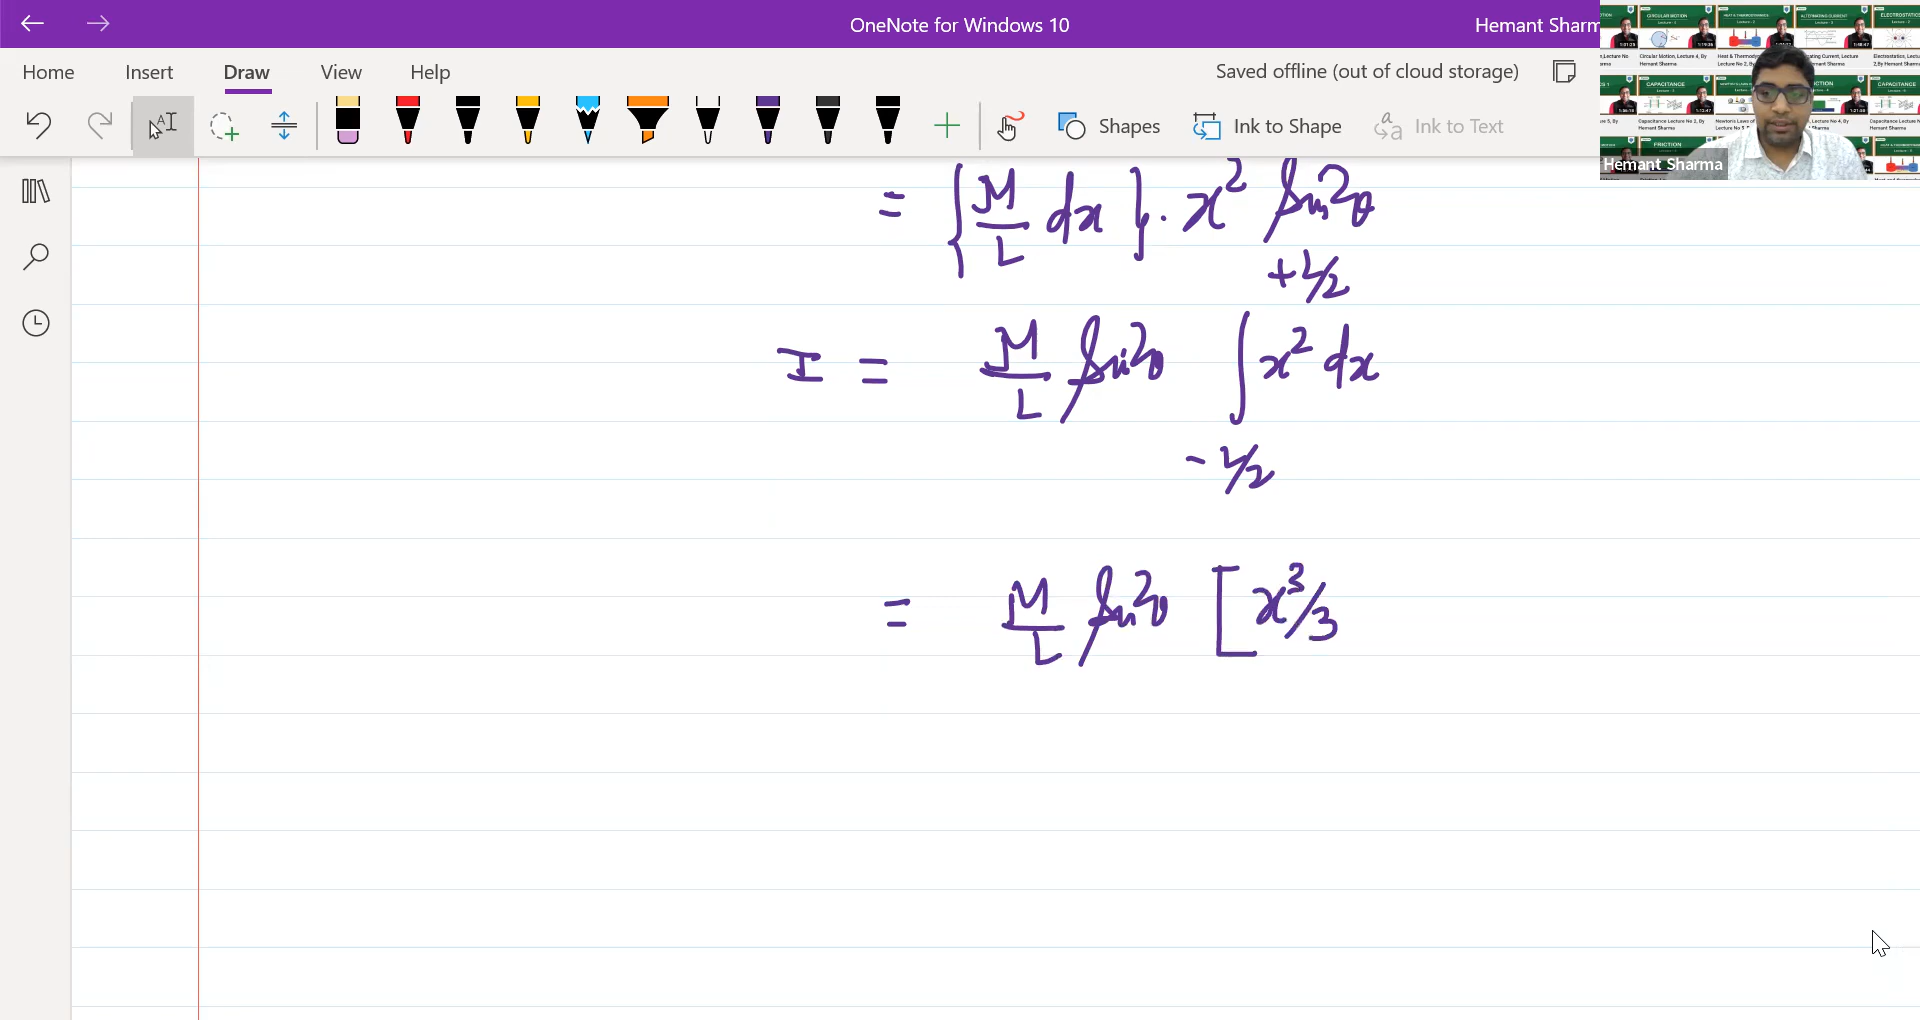 OneNote for Windows 10
Hemant Sharm
Home Insert Draw View Help
Saved offline (out of cloud storage)
Shapes Ink to Shape Ink to Text
Hemant Sharma
= { M/L dx } . x² sin²θ
+L/2
I = M/L sin²θ ∫ x² dx
- L/2
= M/L sin²θ [ x³/3